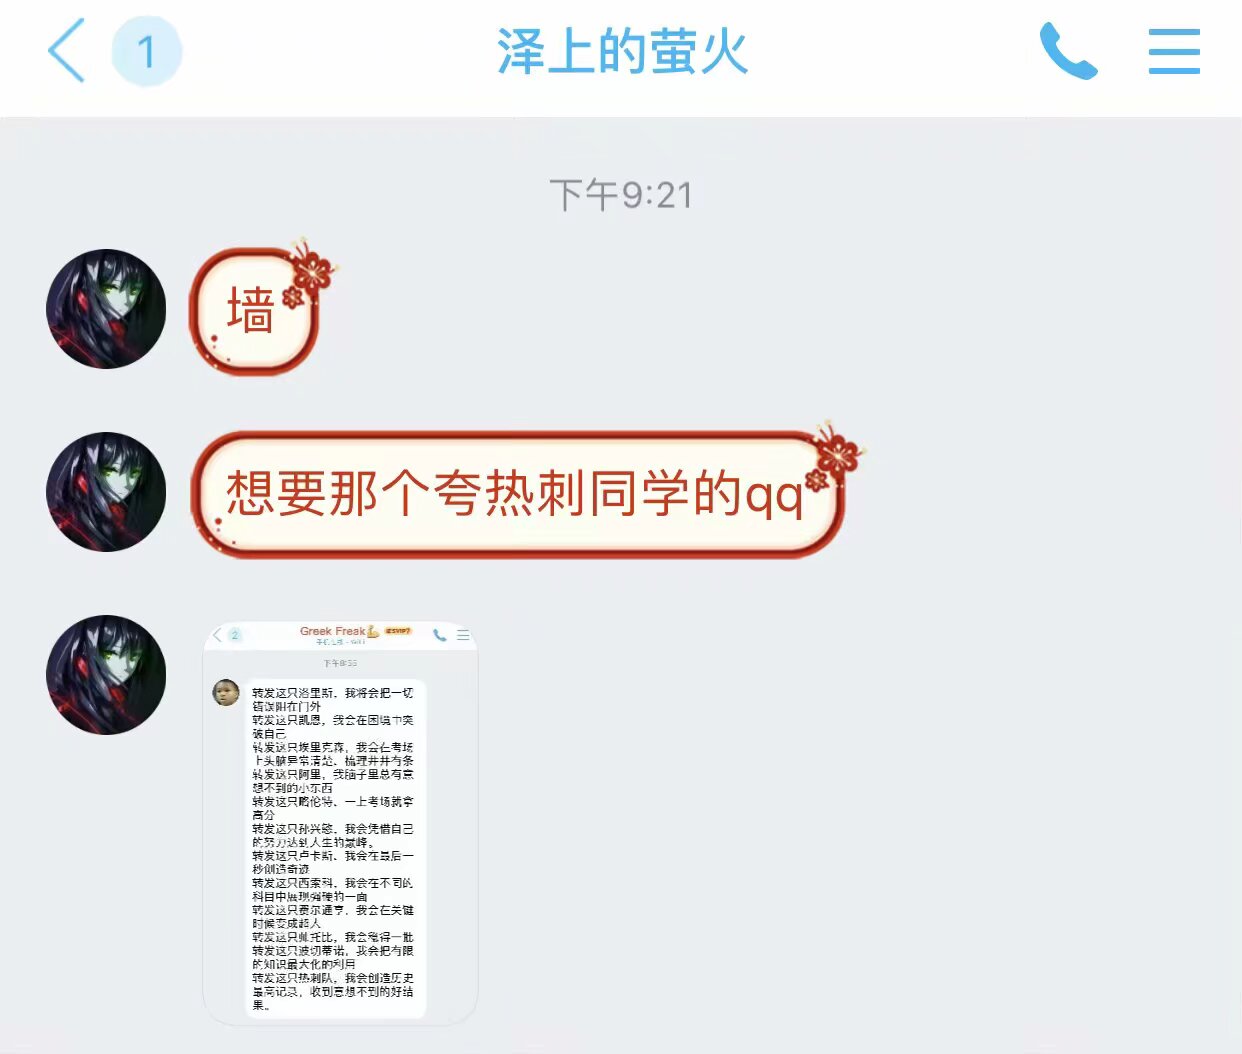 1
泽上的萤火
下午9:21
墙
想要那个夸热刺同学的qq
2
Greek Freak💪
下午8:55
转发这只洛里斯，我将会把一切
错误阻在门外
转发这只凯恩，我会在困境中突
破自己
转发这只埃里克森，我会在考场
上头脑异常清楚，梳理井井有条
转发这只阿里，我脑子里总有意
想不到的小东西
转发这只略伦特，一上考场就拿
高分
转发这只孙兴慜，我会凭借自己
的努力达到人生的巅峰。
转发这只卢卡斯，我会在最后一
秒创造奇迹
转发这只西索科，我会在不同的
科目中展现强硬的一面
转发这只费尔通亨，我会在关键
时候变成超人
转发这只帅托比，我会稳得一批
转发这只波切蒂诺，我会把有限
的知识最大化的利用
转发这只热刺队，我会创造历史
最高记录，收到意想不到的好结
果。